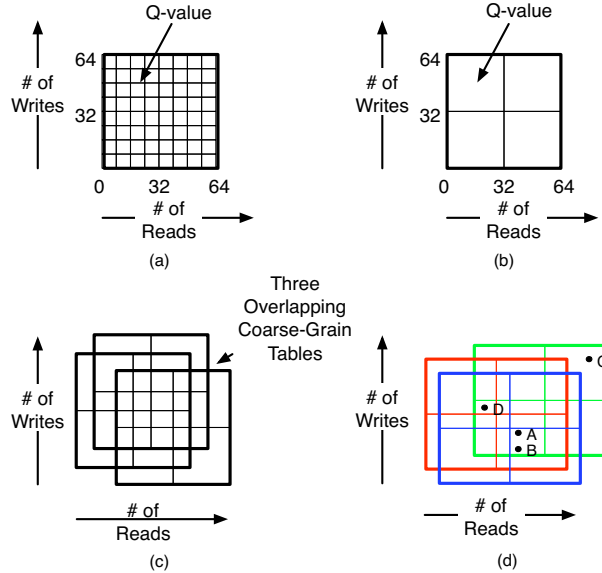 Q-value
64
# of
Writes
32
0
32
64
# of
Reads
(a)
Q-value
64
# of
Writes
32
0
32
64
# of
Reads
(b)
Three
Overlapping
Coarse-Grain
Tables
# of
Writes
# of
Reads
(c)
C
D
A
B
# of
Writes
# of
Reads
(d)